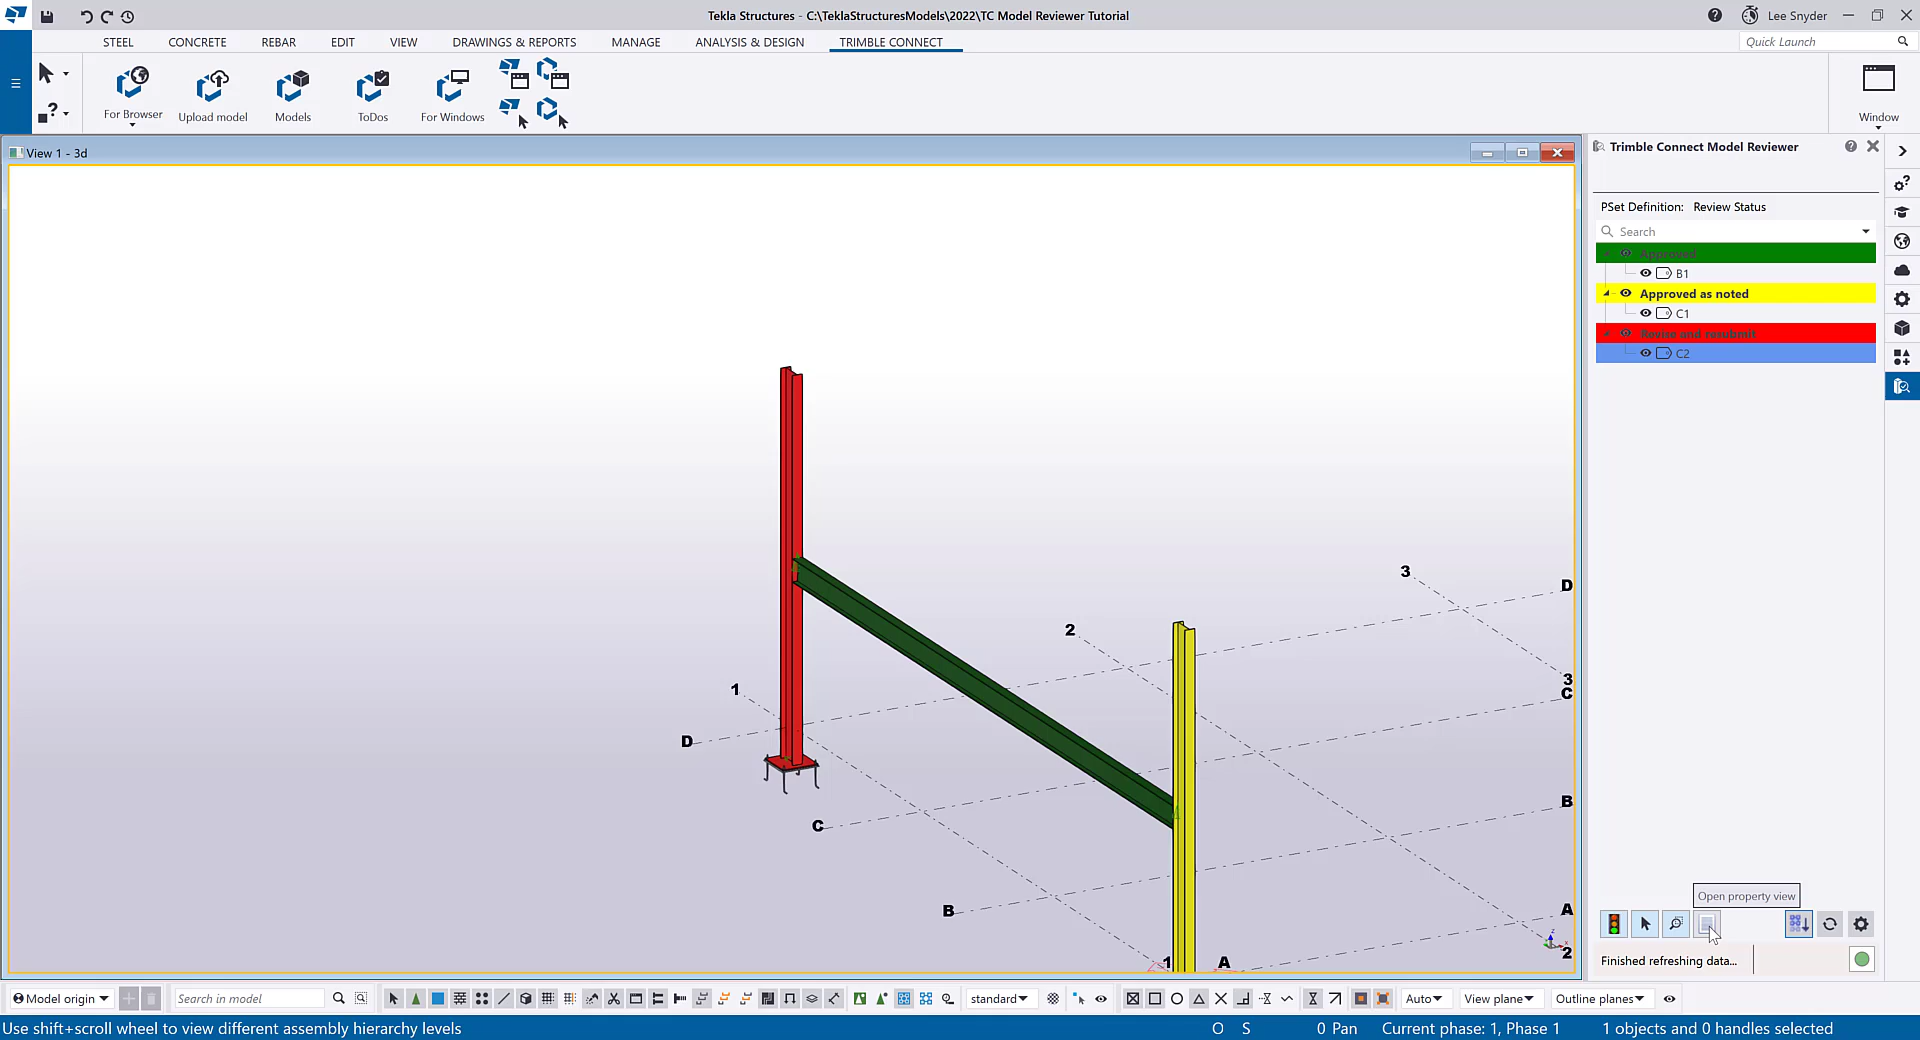 Tekla Structures - C:\TeklaStructuresModels\2022\TC Model Reviewer Tutorial
Lee Snyder
STEEL CONCRETE REBAR EDIT VIEW DRAWINGS & REPORTS MANAGE ANALYSIS & DESIGN TRIMBLE CONNECT
Quick Launch
For Browser Upload model Models ToDos For Windows Window
View 1 - 3d
Trimble Connect Model Reviewer
PSet Definition: Review Status
Search
Approved
B1
Approved as noted
C1
Revise and resubmit
C2
3
D
2
3
C
1
D
B
C
B
A
2
1 A
Open property view
Finished refreshing data...
Model origin Search in model standard Auto View plane Outline planes
Use shift+scroll wheel to view different assembly hierarchy levels O S 0 Pan Current phase: 1, Phase 1 1 objects and 0 handles selected